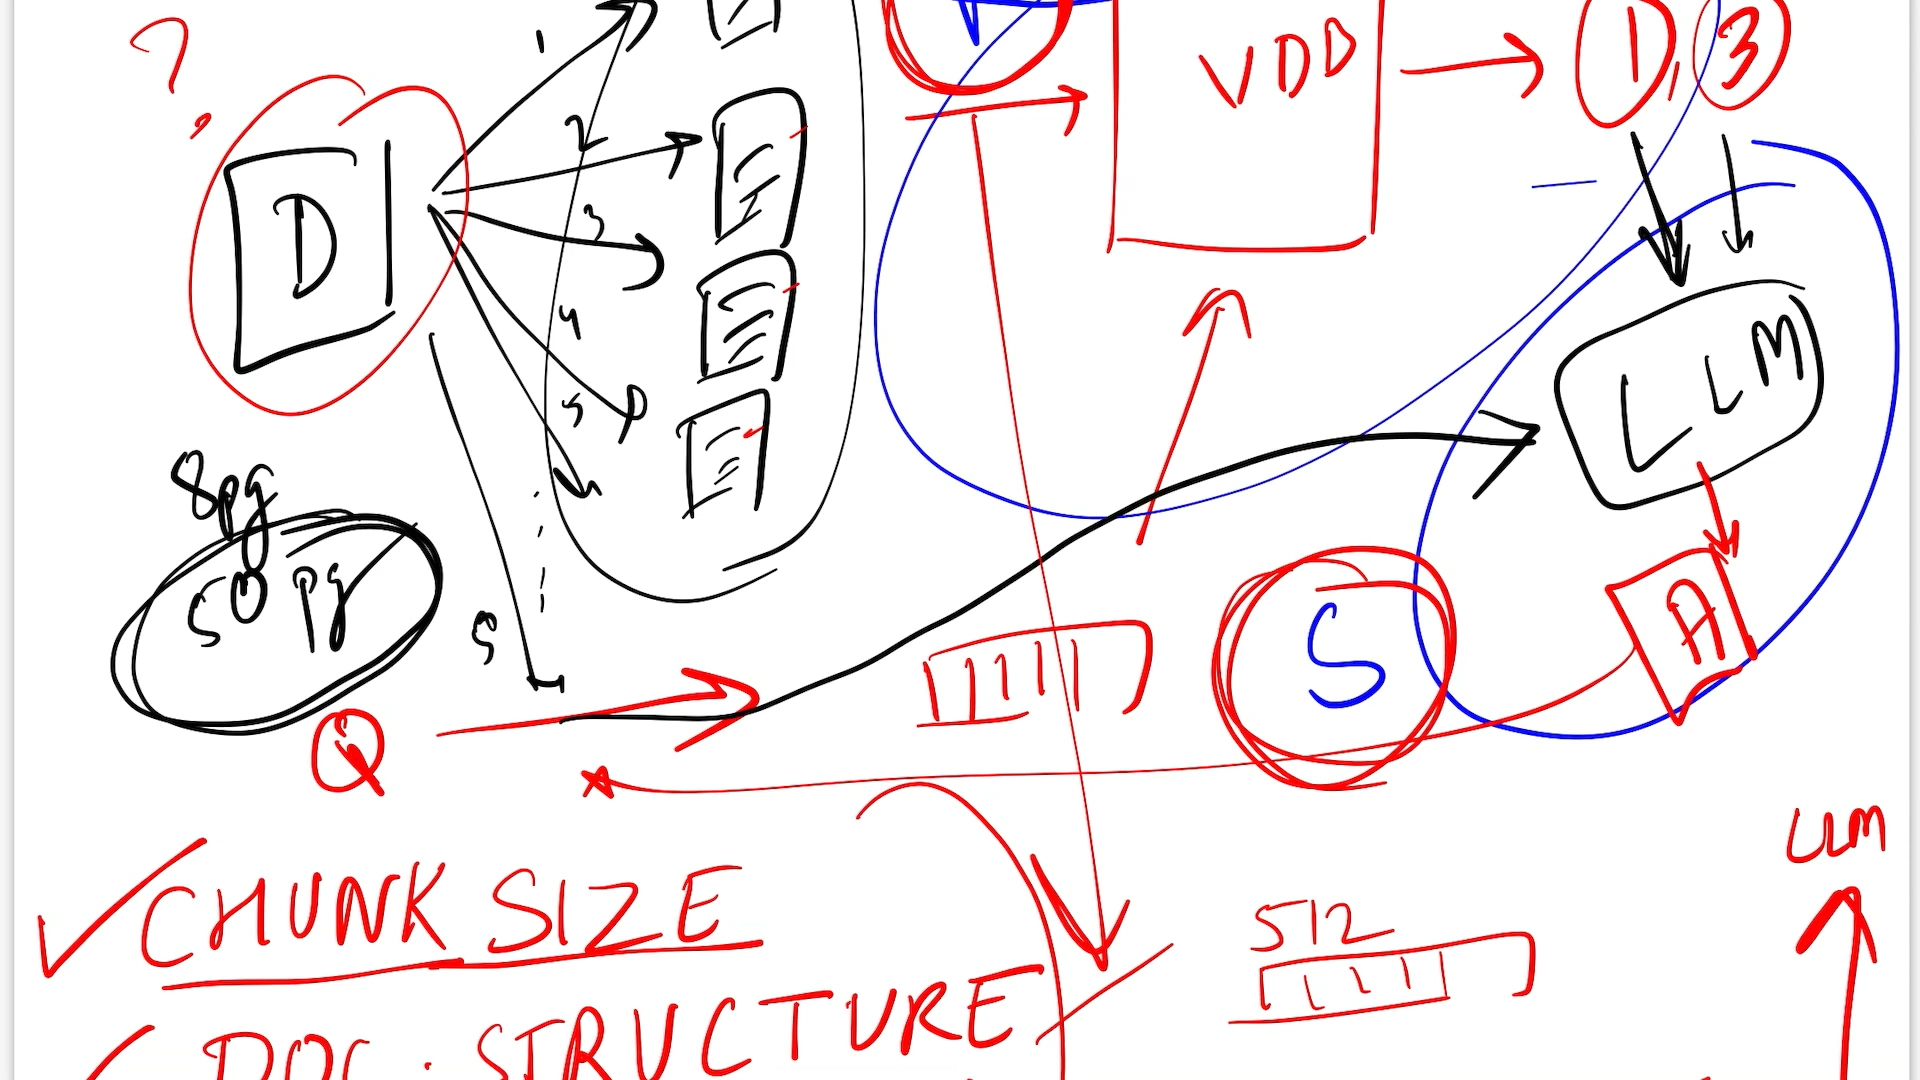 ?
1
2
3
4
5
D
VDD
1, 3
LLM
8pg
50 pg
S
A
Q
CHUNK SIZE
LLM
512
DOC. STRUCTURE